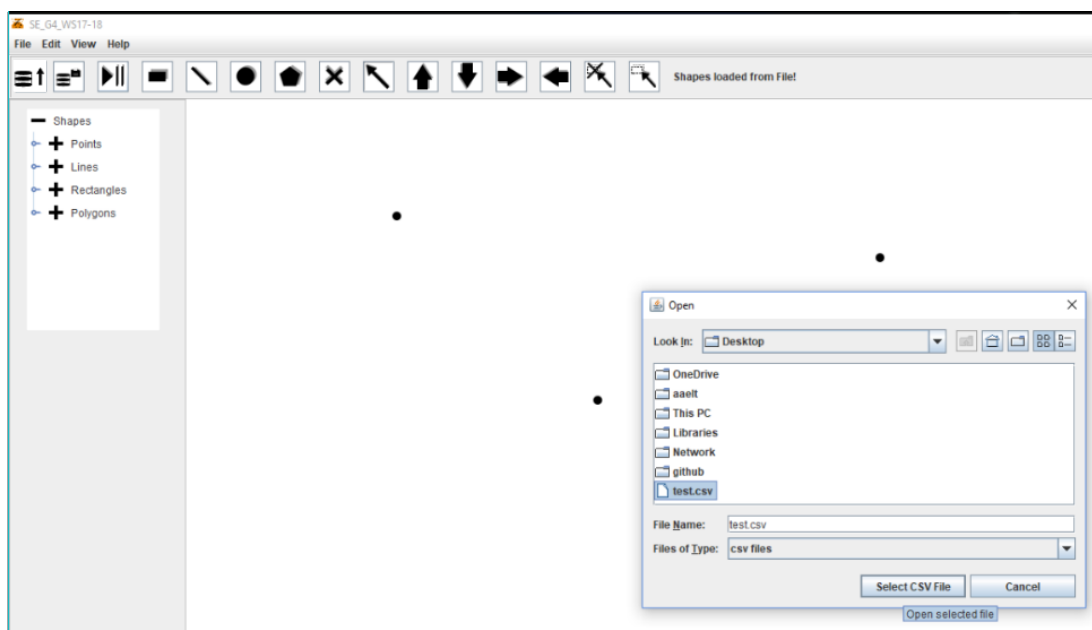 SE_G4_WS17-18
File Edit View Help
Shapes loaded from File!
Shapes
Points
Lines
Rectangles
Polygons
Open
Look In: Desktop
OneDrive
aaelt
This PC
Libraries
Network
github
test.csv
File Name: test.csv
Files of Type: csv files
Select CSV File Cancel
Open selected file